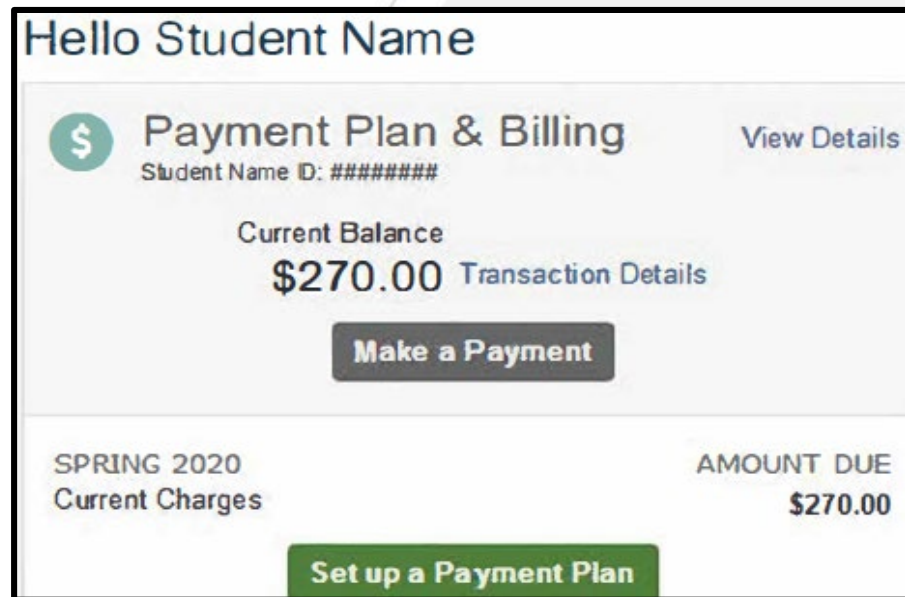 Hello Student Name
$ Payment Plan & Billing View Details
Student Name ID: ########
Current Balance
$270.00 Transaction Details
Make a Payment
SPRING 2020 AMOUNT DUE
Current Charges $270.00
Set up a Payment Plan